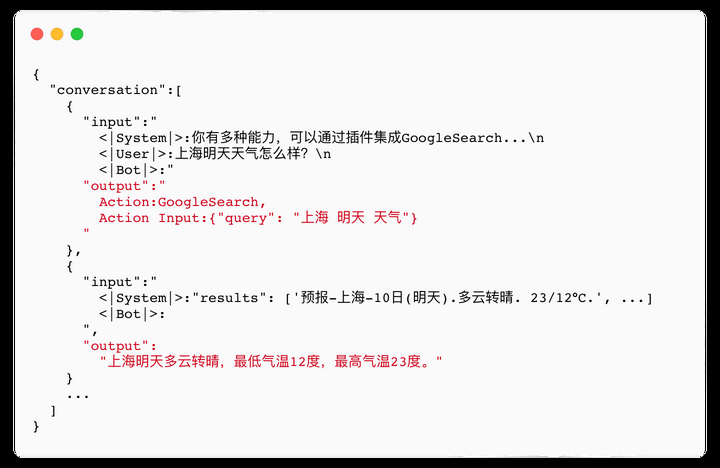 {
"conversation":[
{
"input":"
<|System|>:你有多种能力，可以通过插件集成GoogleSearch...\n
<|User|>:上海明天天气怎么样？\n
<|Bot|>:"
"output":"
Action:GoogleSearch,
Action Input:{"query": "上海 明天 天气"}
"
},
{
"input":"
<|System|>:"results": ['预报-上海-10日(明天).多云转晴. 23/12°C.', ...]
<|Bot|>:
",
"output":
"上海明天多云转晴，最低气温12度，最高气温23度。"
}
...
]
}